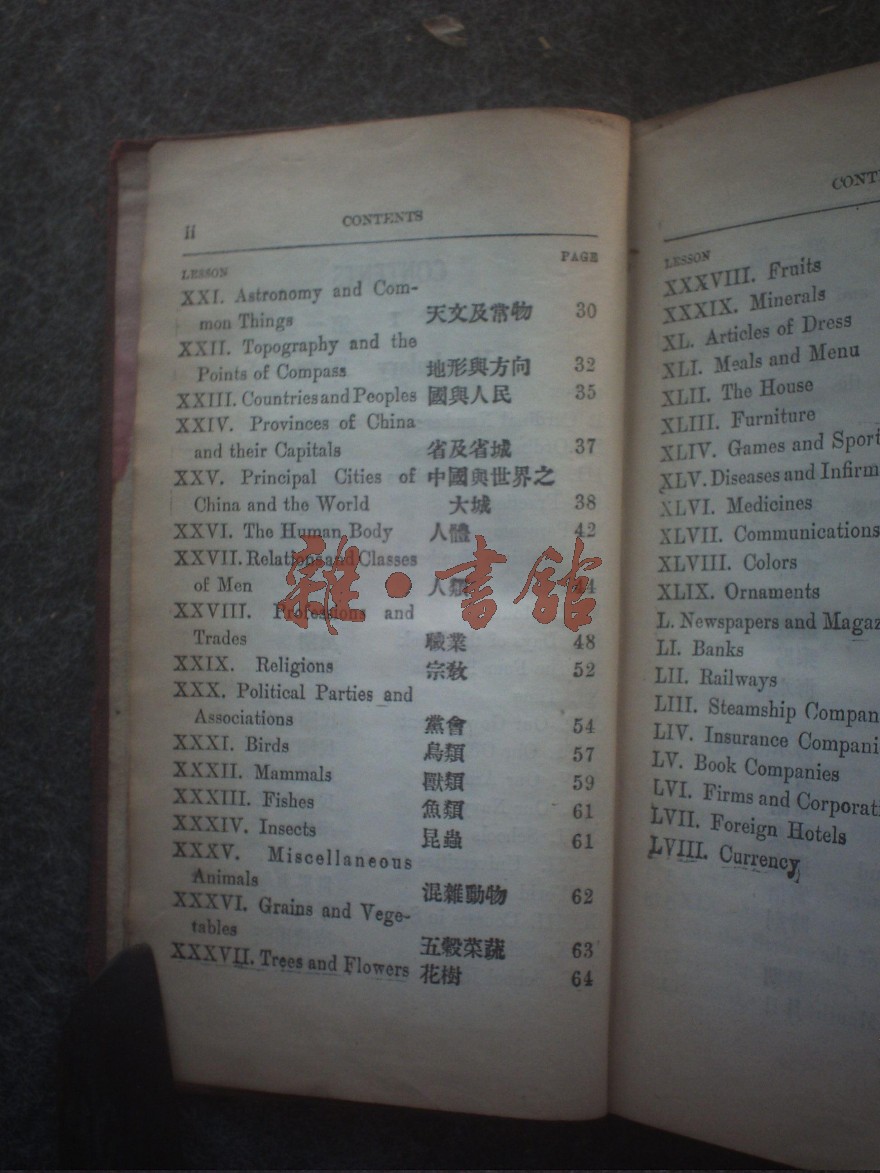 ii CONTENTS
LESSON PAGE
XXI. Astronomy and Com-
mon Things 天文及常物 30
XXII. Topography and the
Points of Compass 地形與方向 32
XXIII. Countries and Peoples 國與人民 35
XXIV. Provinces of China
and their Capitals 省及省城 37
XXV. Principal Cities of 中國與世界之
China and the World 大城 38
XXVI. The Human Body 人體 42
XXVII. Relations and Classes
of Men 人類 44
XXVIII. Professions and
Trades 職業 48
XXIX. Religions 宗教 52
XXX. Political Parties and
Associations 黨會 54
XXXI. Birds 鳥類 57
XXXII. Mammals 獸類 59
XXXIII. Fishes 魚類 61
XXXIV. Insects 昆蟲 61
XXXV. Miscellaneous
Animals 混雜動物 62
XXXVI. Grains and Vege-
tables 五穀菜蔬 63
XXXVII. Trees and Flowers 花樹 64
雜·書館
CONTE
LESSON
XXXVIII. Fruits
XXXIX. Minerals
XL. Articles of Dress
XLI. Meals and Menu
XLII. The House
XLIII. Furniture
XLIV. Games and Sport
XLV. Diseases and Infirm
XLVI. Medicines
XLVII. Communications
XLVIII. Colors
XLIX. Ornaments
L. Newspapers and Magaz
LI. Banks
LII. Railways
LIII. Steamship Compan
LIV. Insurance Compani
LV. Book Companies
LVI. Firms and Corporati
LVII. Foreign Hotels
LVIII. Currency